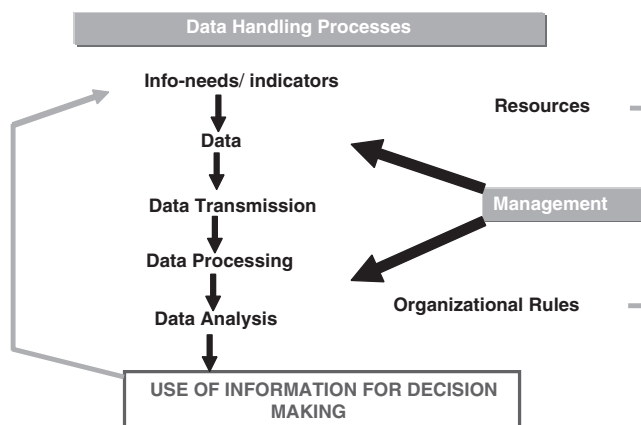 Data Handling Processes
Info-needs/ indicators
Resources
Data
Management
Data Transmission
Data Processing
Organizational Rules
Data Analysis
USE OF INFORMATION FOR DECISION
MAKING